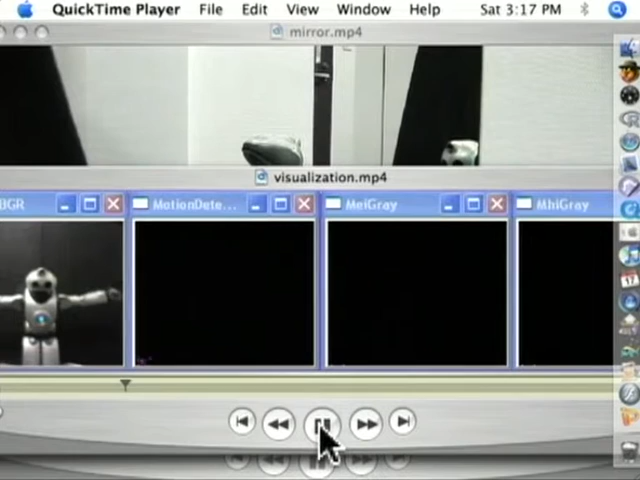 QuickTime Player File Edit View Window Help Sat 3:17 PM
mirror.mp4
visualization.mp4
BGR MotionDete... MeiGray MhiGray